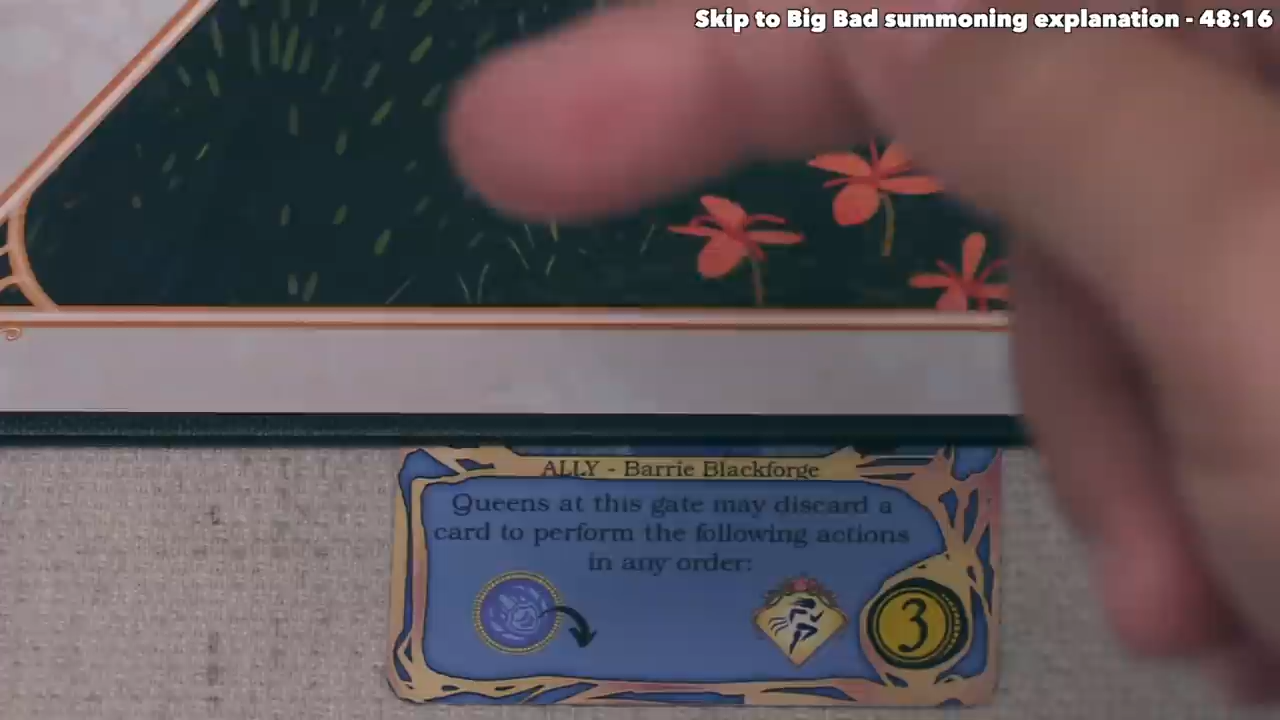 Skip to Big Bad summoning explanation - 48:16
ALLY - Barrie Blackforge
Queens at this gate may discard a
card to perform the following actions
in any order:
3